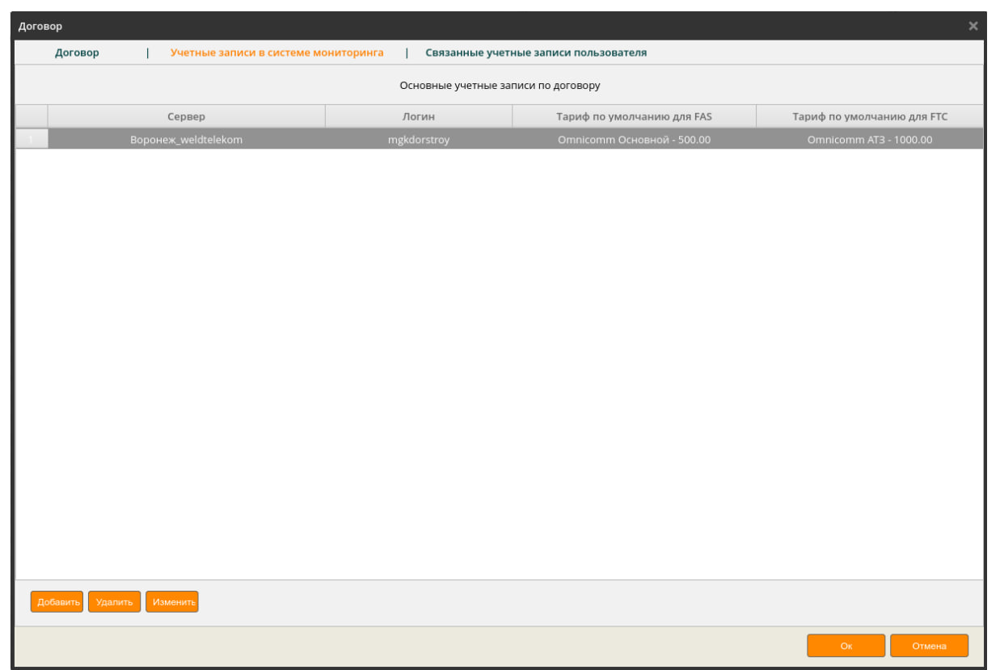 Договор
Договор | Учетные записи в системе мониторинга | Связанные учетные записи пользователя
Основные учетные записи по договору
Сервер Логин Тариф по умолчанию для FAS Тариф по умолчанию для FTC
1 Воронеж_weldtelekom mgkdorstroy Omnicomm Основной - 500.00 Omnicomm АТЗ - 1000.00
Добавить Удалить Изменить
Ок Отмена